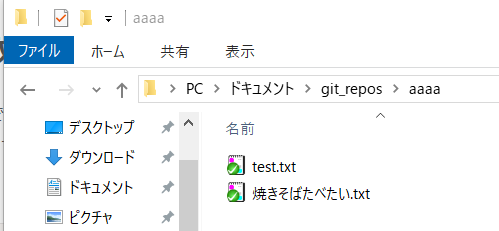 aaaa
ファイル ホーム 共有 表示
PC ドキュメント git_repos aaaa
デスクトップ
ダウンロード
ドキュメント
ピクチャ
名前
test.txt
焼きそばたべたい.txt